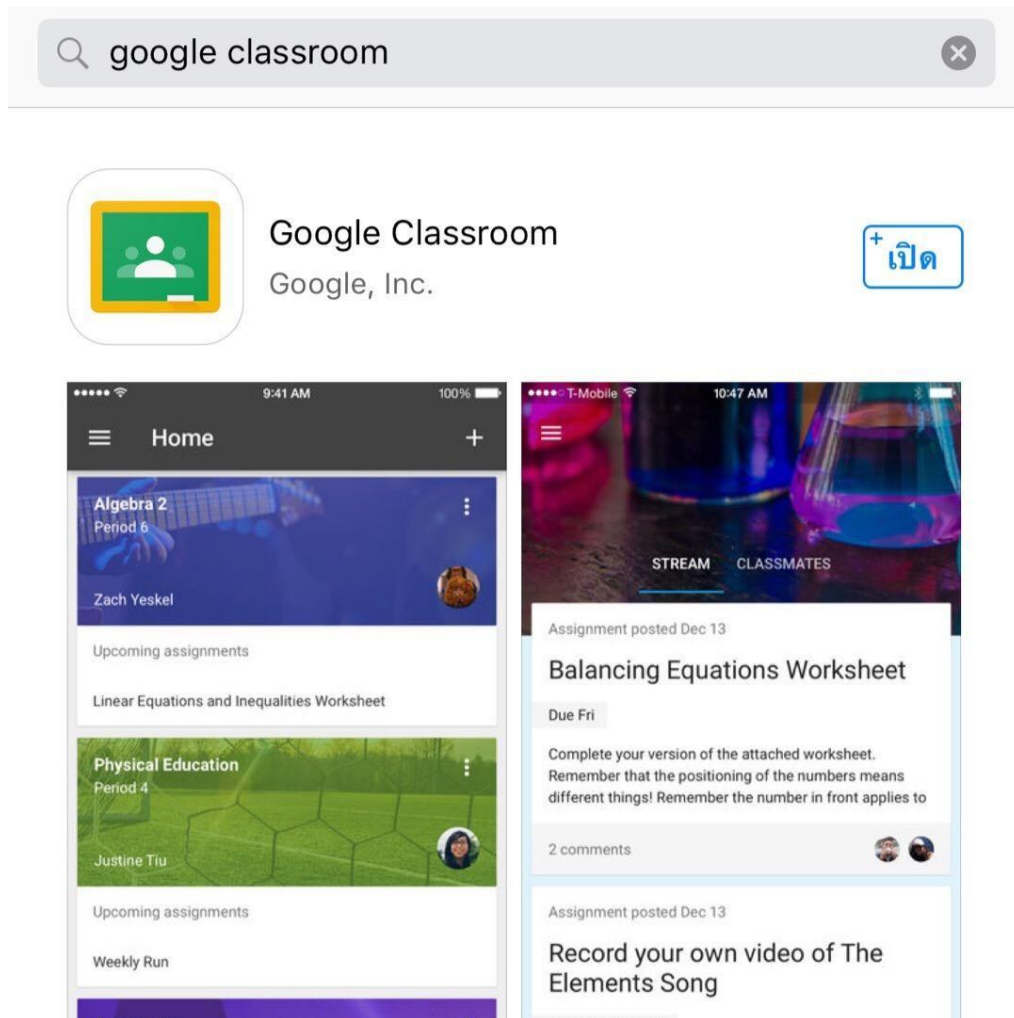 google classroom
Google Classroom
Google, Inc.
+
เปิด
9:41 AM
100%
Home
+
Algebra 2
Period 6
Zach Yeskel
Upcoming assignments
Linear Equations and Inequalities Worksheet
Physical Education
Period 4
Justine Tiu
Upcoming assignments
Weekly Run
T-Mobile
10:47 AM
STREAM CLASSMATES
Assignment posted Dec 13
Balancing Equations Worksheet
Due Fri
Complete your version of the attached worksheet.
Remember that the positioning of the numbers means
different things! Remember the number in front applies to
2 comments
Assignment posted Dec 13
Record your own video of The
Elements Song